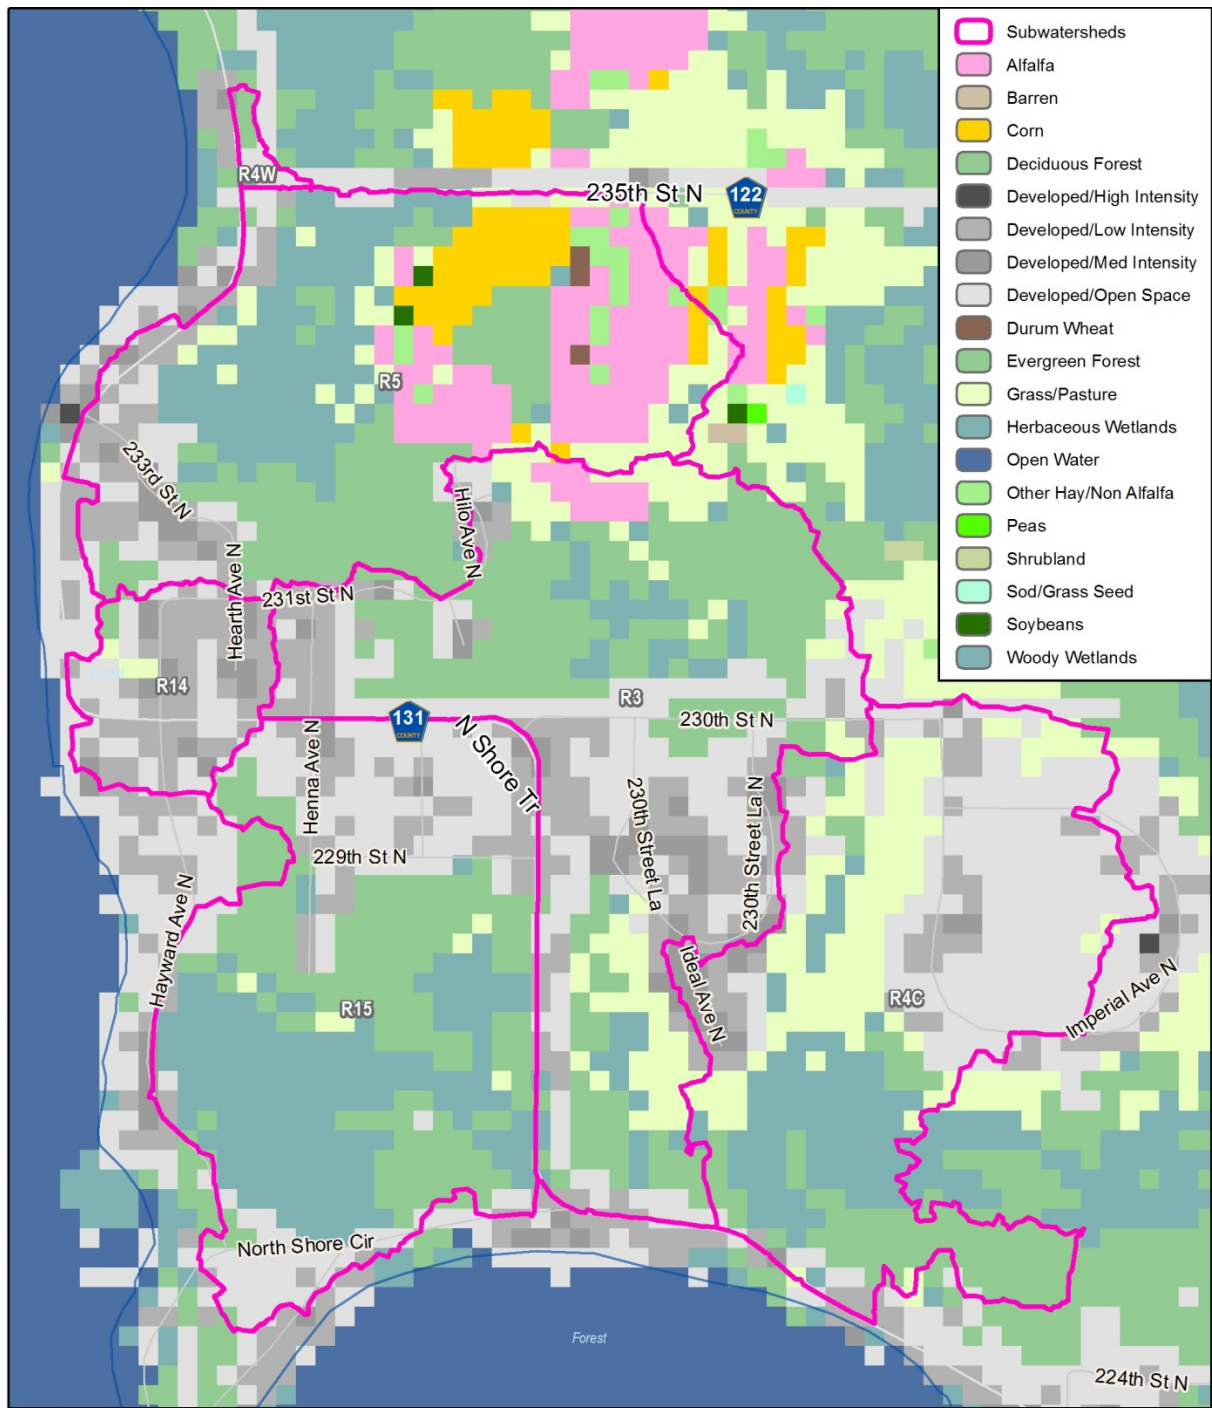 Subwatersheds
Alfalfa
Barren
Corn
Deciduous Forest
Developed/High Intensity
Developed/Low Intensity
Developed/Med Intensity
Developed/Open Space
Durum Wheat
Evergreen Forest
Grass/Pasture
Herbaceous Wetlands
Open Water
Other Hay/Non Alfalfa
Peas
Shrubland
Sod/Grass Seed
Soybeans
Woody Wetlands
R4W
235th St N
122
COUNTY
R5
233rd St N
Hilo Ave N
Hearth Ave N
231st St N
R14
R3
131
COUNTY
N Shore Tr
230th St N
Henna Ave N
230th Street La
230th Street La N
229th St N
Hayward Ave N
Ideal Ave N
R15
R4C
Imperial Ave N
North Shore Cir
Forest
224th St N